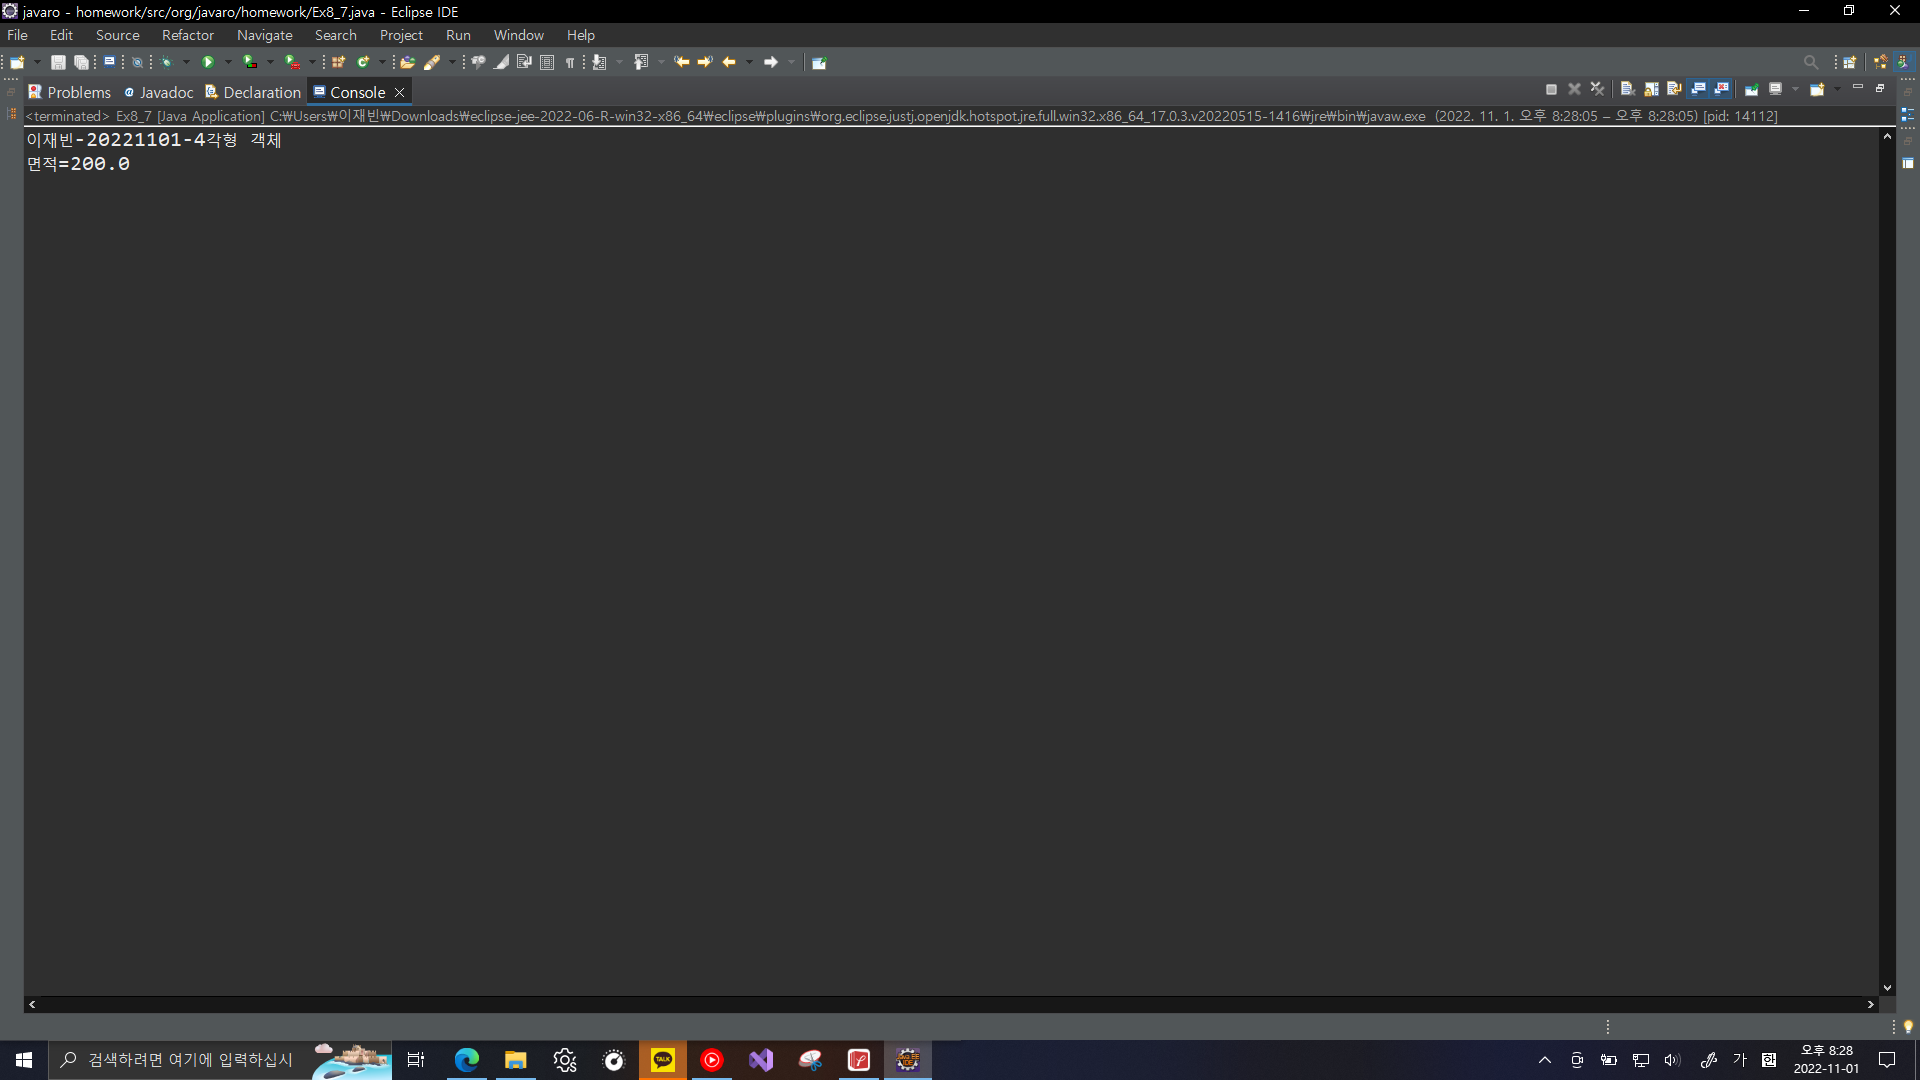 javaro - homework/src/org/javaro/homework/Ex8_7.java - Eclipse IDE
File Edit Source Refactor Navigate Search Project Run Window Help
Problems Javadoc Declaration Console
<terminated> Ex8_7 [Java Application] C:₩Users₩이재빈₩Downloads₩eclipse-jee-2022-06-R-win32-x86_64₩eclipse₩plugins₩org.eclipse.justj.openjdk.hotspot.jre.full.win32.x86_64_17.0.3.v20220515-1416₩jre₩bin₩javaw.exe (2022. 11. 1. 오후 8:28:05 – 오후 8:28:05) [pid: 14112]
이재빈-20221101-4각형 객체
면적=200.0
검색하려면 여기에 입력하십시
TALK
가
한
오후 8:28
2022-11-01